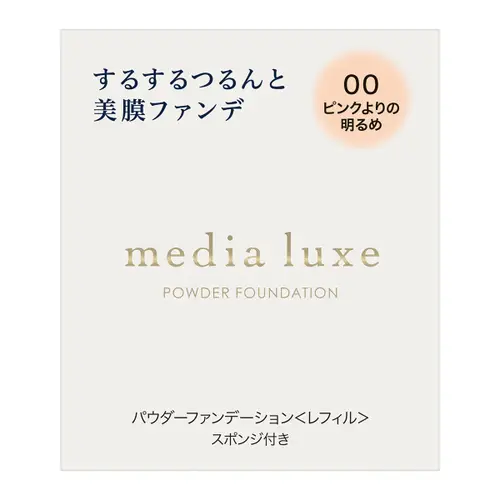 するするつるんと
美膜ファンデ
00
ピンクよりの
明るめ
media luxe
POWDER FOUNDATION
パウダーファンデーション<レフィル>
スポンジ付き